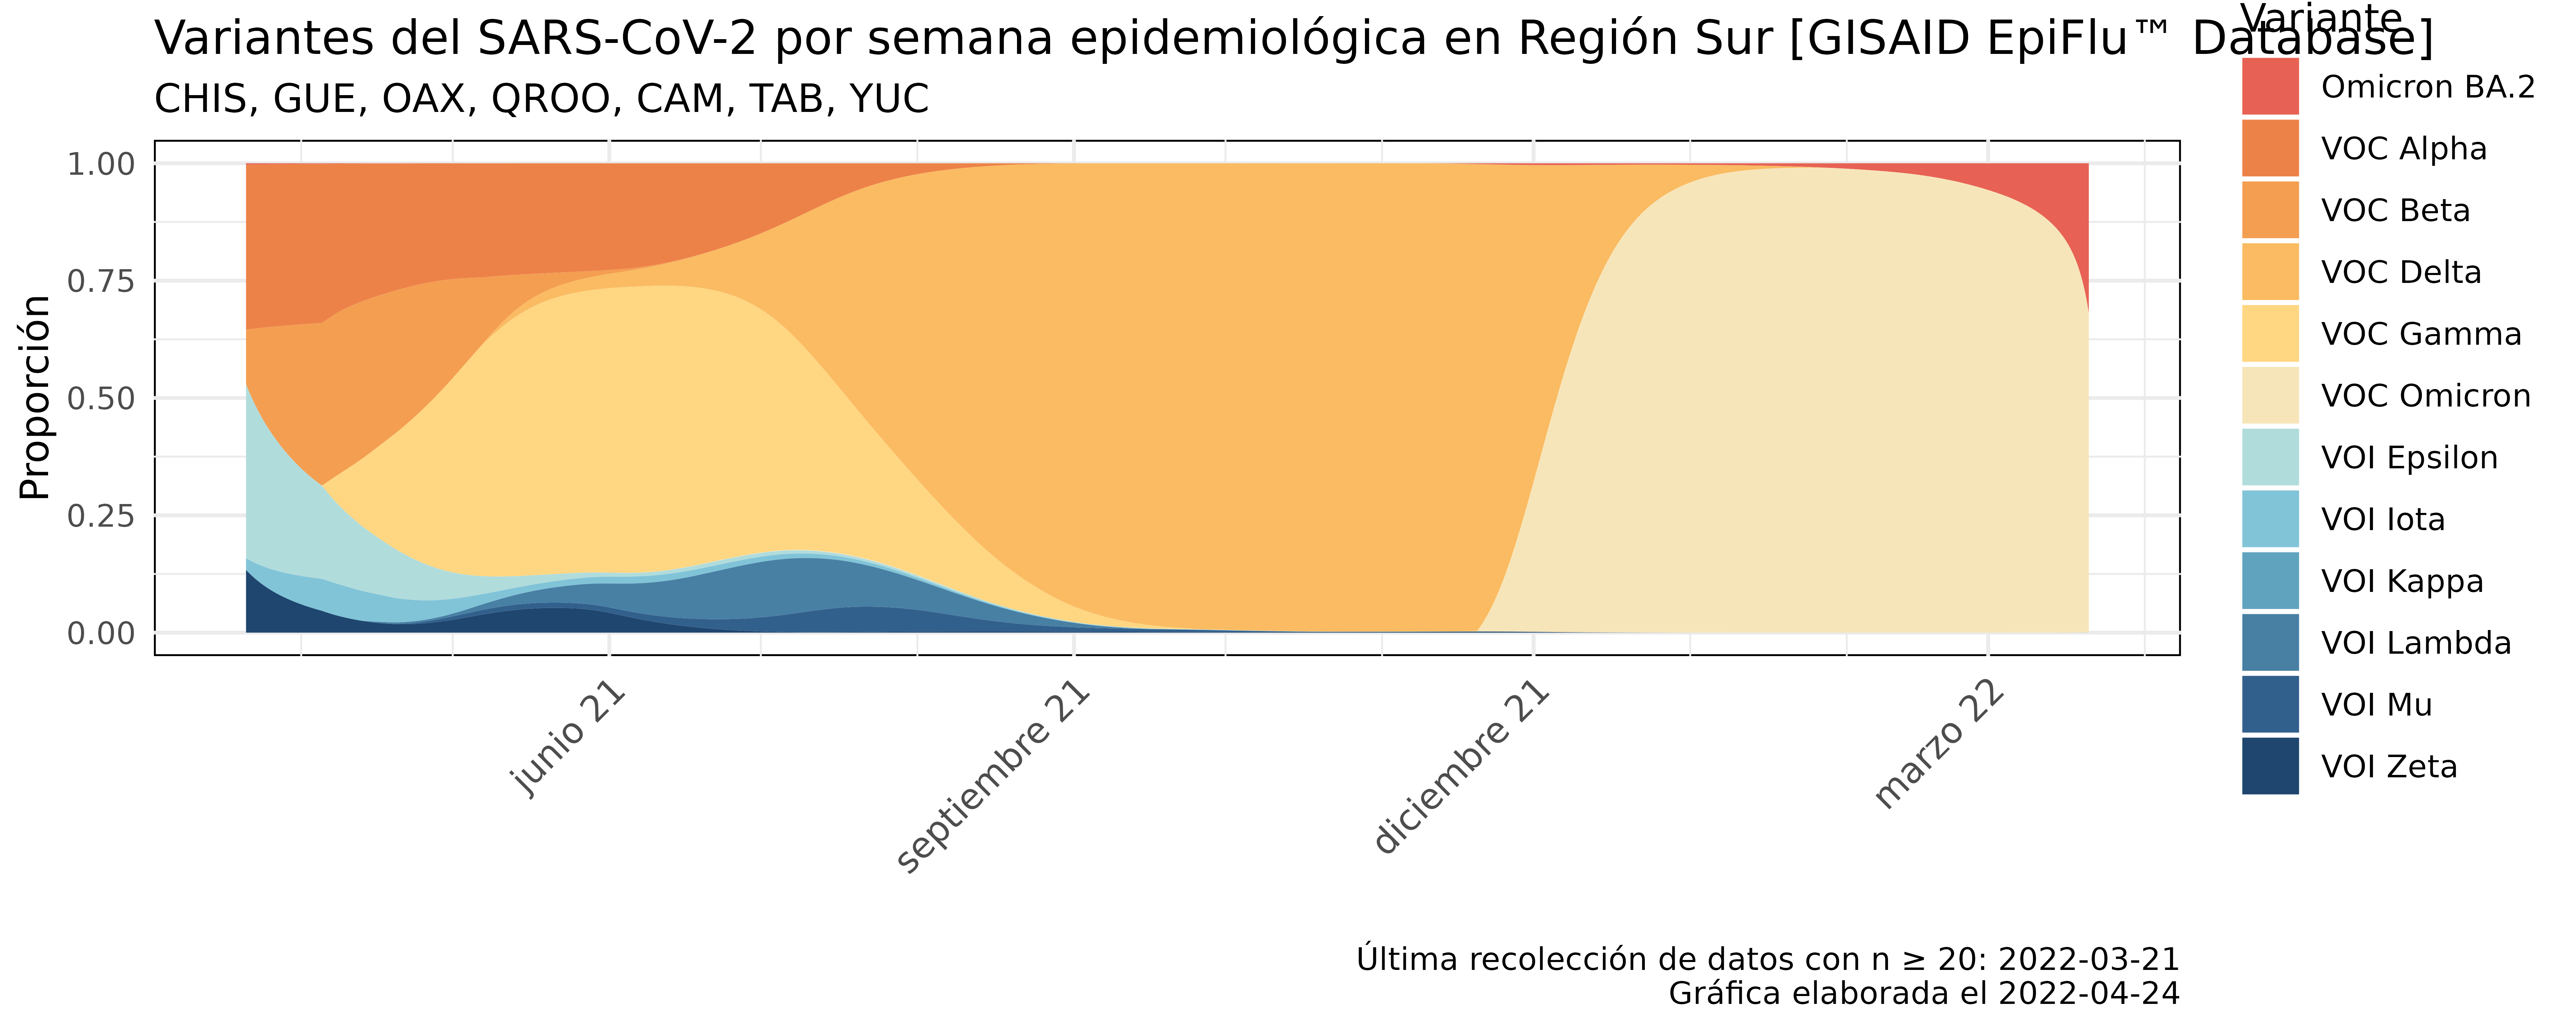 Variantes del SARS-CoV-2 por semana epidemiológica en Región Sur [GISAID EpiFlu™ Database]
CHIS, GUE, OAX, QROO, CAM, TAB, YUC
Proporción
1.00
0.75
0.50
0.25
0.00
junio 21
septiembre 21
diciembre 21
marzo 22
Variante
Omicron BA.2
VOC Alpha
VOC Beta
VOC Delta
VOC Gamma
VOC Omicron
VOI Epsilon
VOI Iota
VOI Kappa
VOI Lambda
VOI Mu
VOI Zeta
Última recolección de datos con n ≥ 20: 2022-03-21
Gráfica elaborada el 2022-04-24